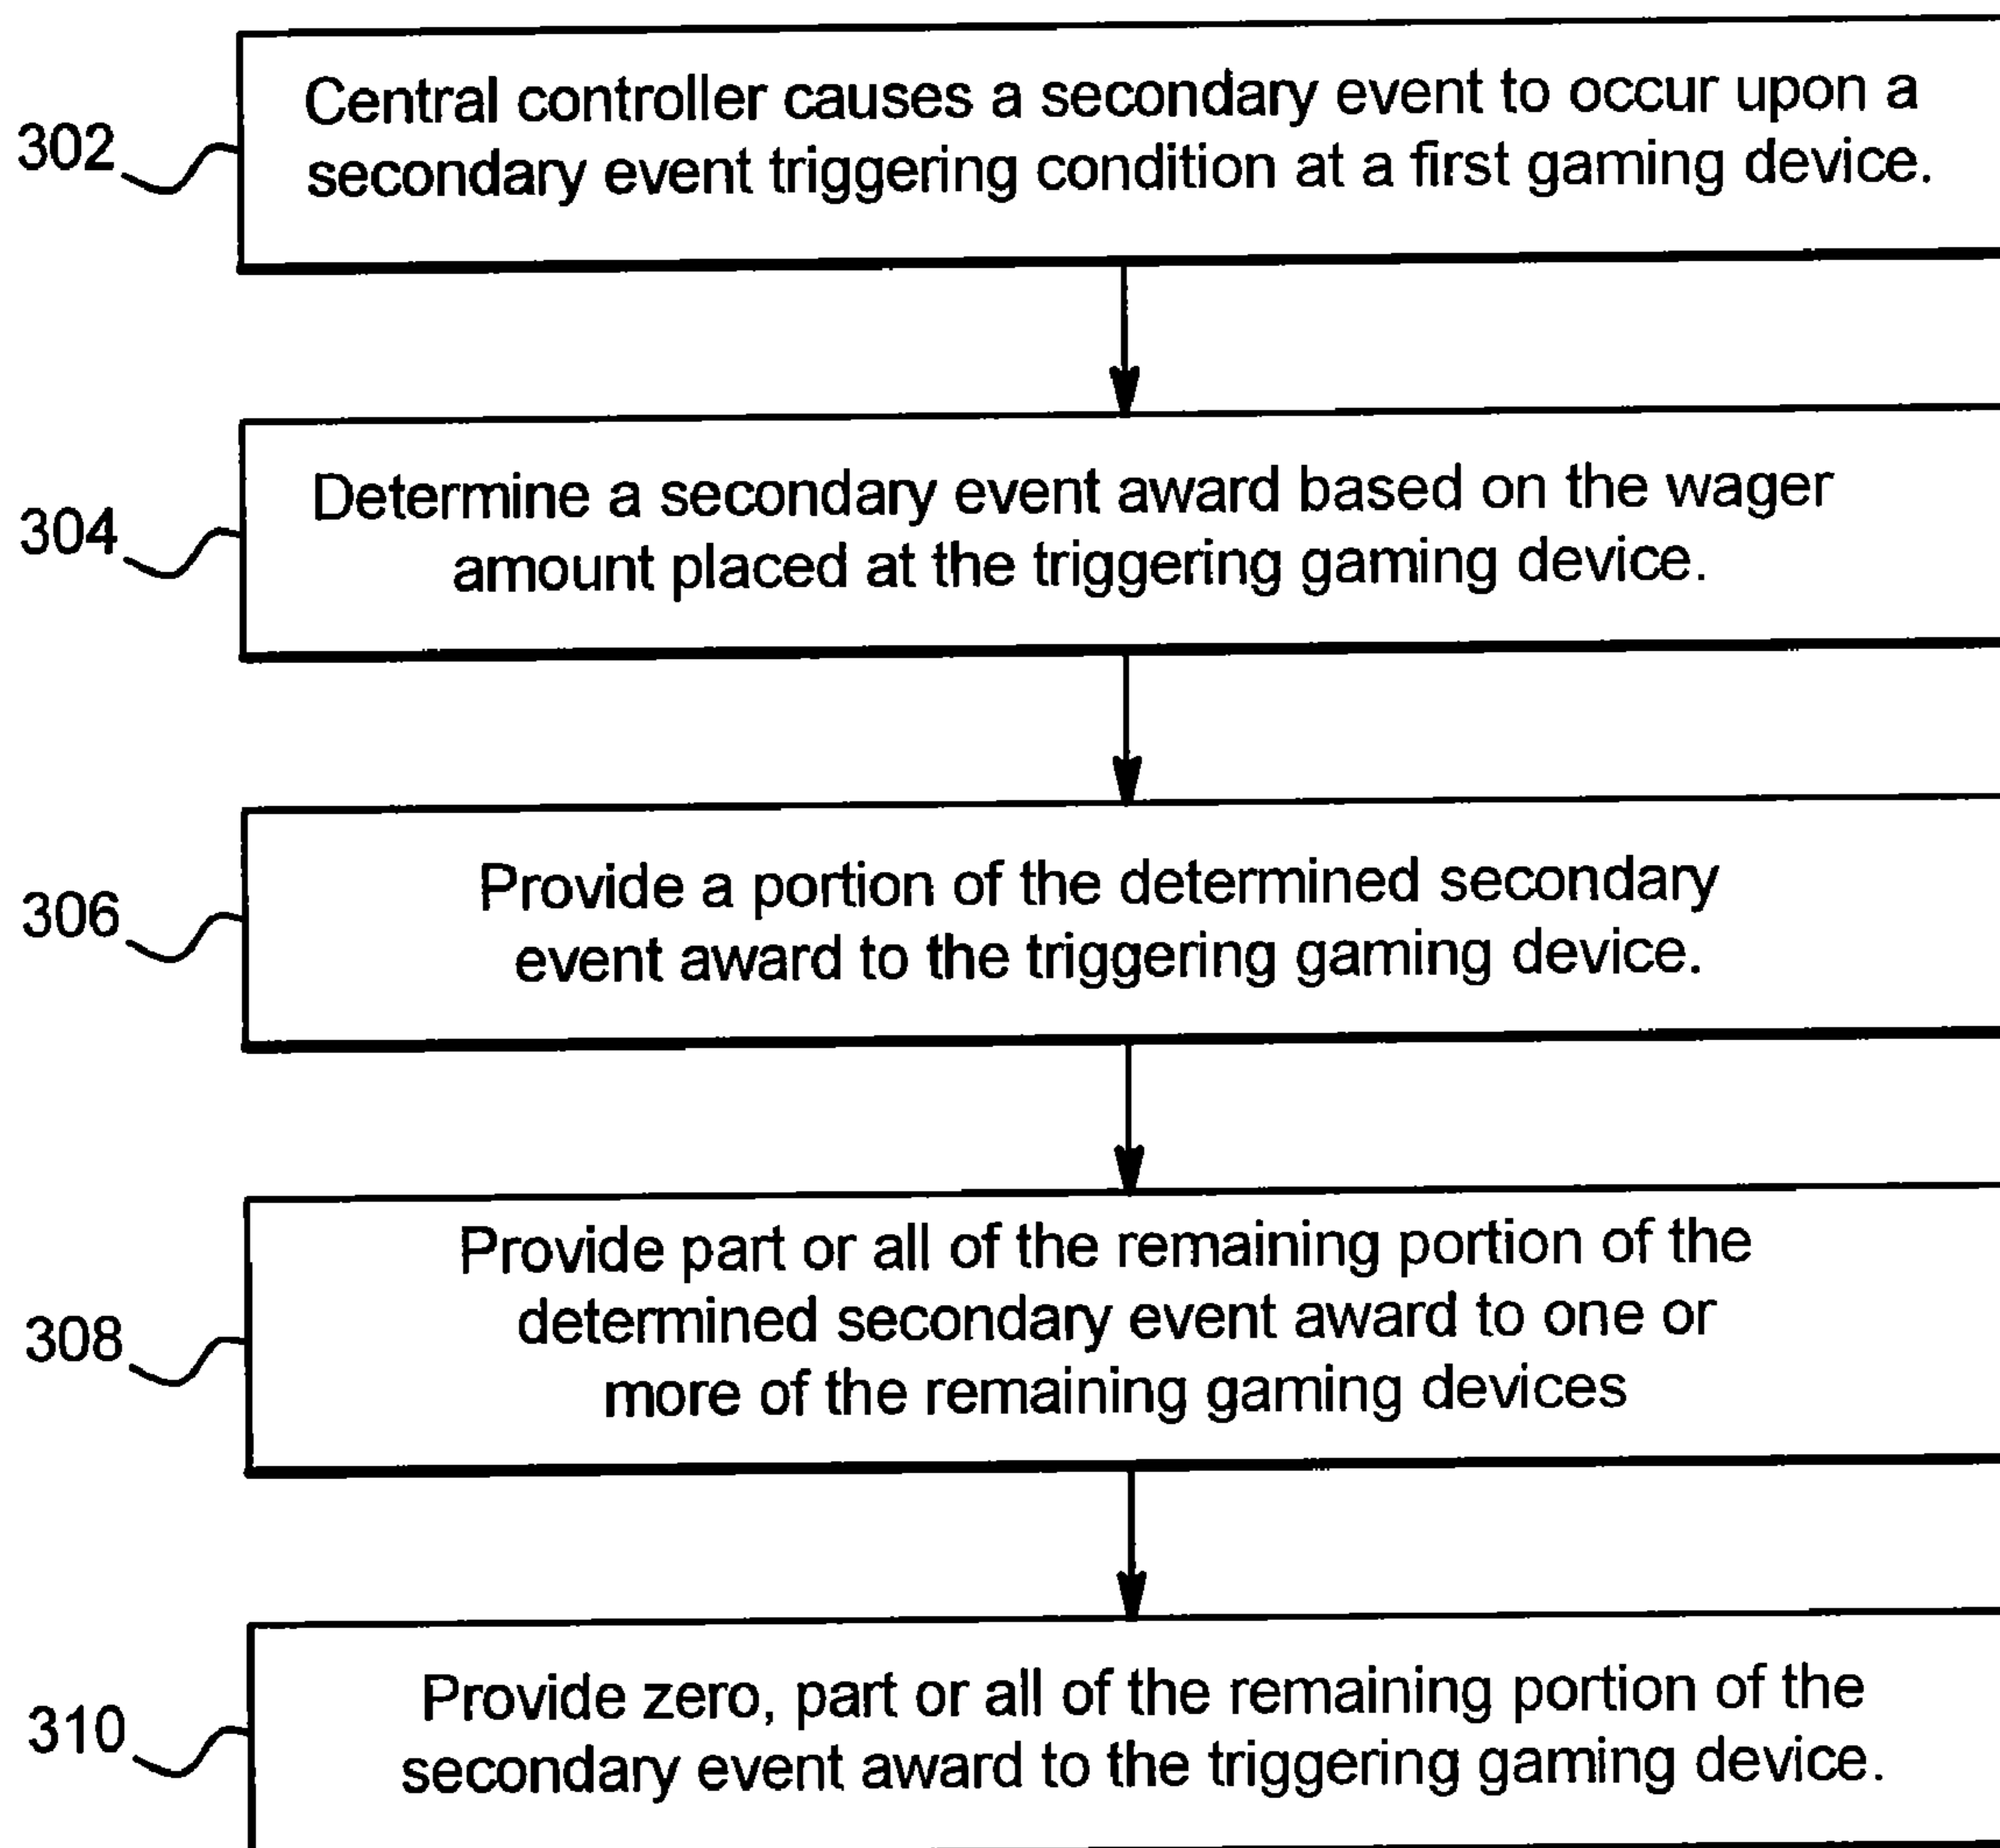 302
Central controller causes a secondary event to occur upon a
secondary event triggering condition at a first gaming device.
304
Determine a secondary event award based on the wager
amount placed at the triggering gaming device.
306
Provide a portion of the determined secondary
event award to the triggering gaming device.
308
Provide part or all of the remaining portion of the
determined secondary event award to one or
more of the remaining gaming devices
310
Provide zero, part or all of the remaining portion of the
secondary event award to the triggering gaming device.